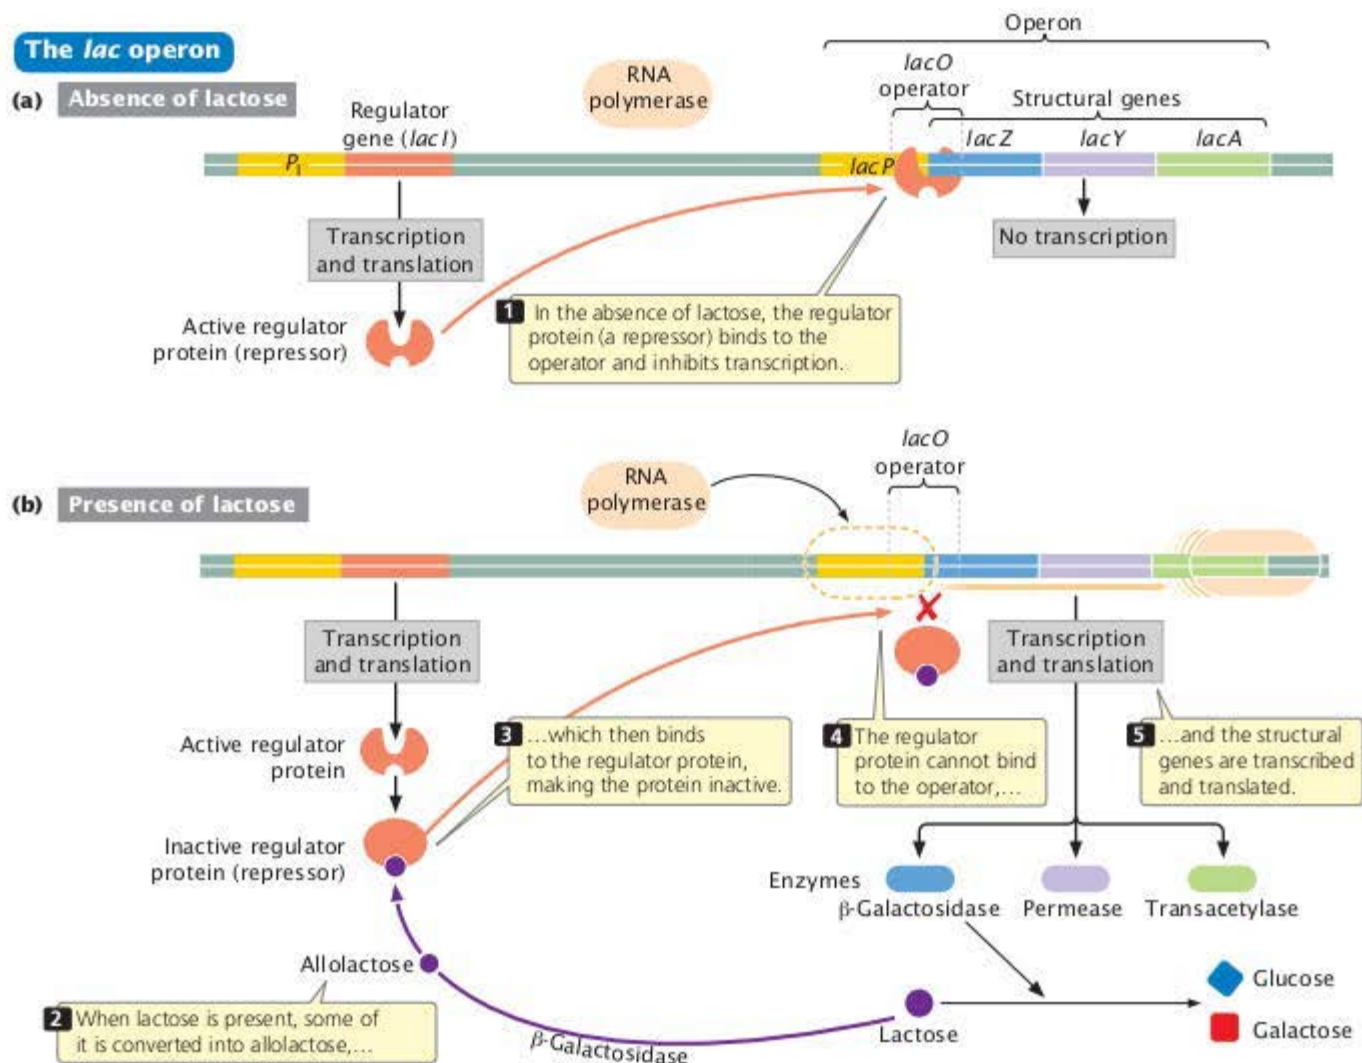 The lac operon
(a) Absence of lactose
Operon
RNA
polymerase
lacO
operator
Structural genes
Regulator
gene (lacI)
lacZ
lacY
lacA
PI
lacP
Transcription
and translation
No transcription
Active regulator
protein (repressor)
1 In the absence of lactose, the regulator
protein (a repressor) binds to the
operator and inhibits transcription.
(b) Presence of lactose
RNA
polymerase
lacO
operator
Transcription
and translation
Transcription
and translation
Active regulator
protein
3 …which then binds
to the regulator protein,
making the protein inactive.
4 The regulator
protein cannot bind
to the operator,…
5 …and the structural
genes are transcribed
and translated.
Inactive regulator
protein (repressor)
Enzymes
β-Galactosidase
Permease
Transacetylase
Allolactose
2 When lactose is present, some of
it is converted into allolactose,…
β-Galactosidase
Lactose
Glucose
Galactose